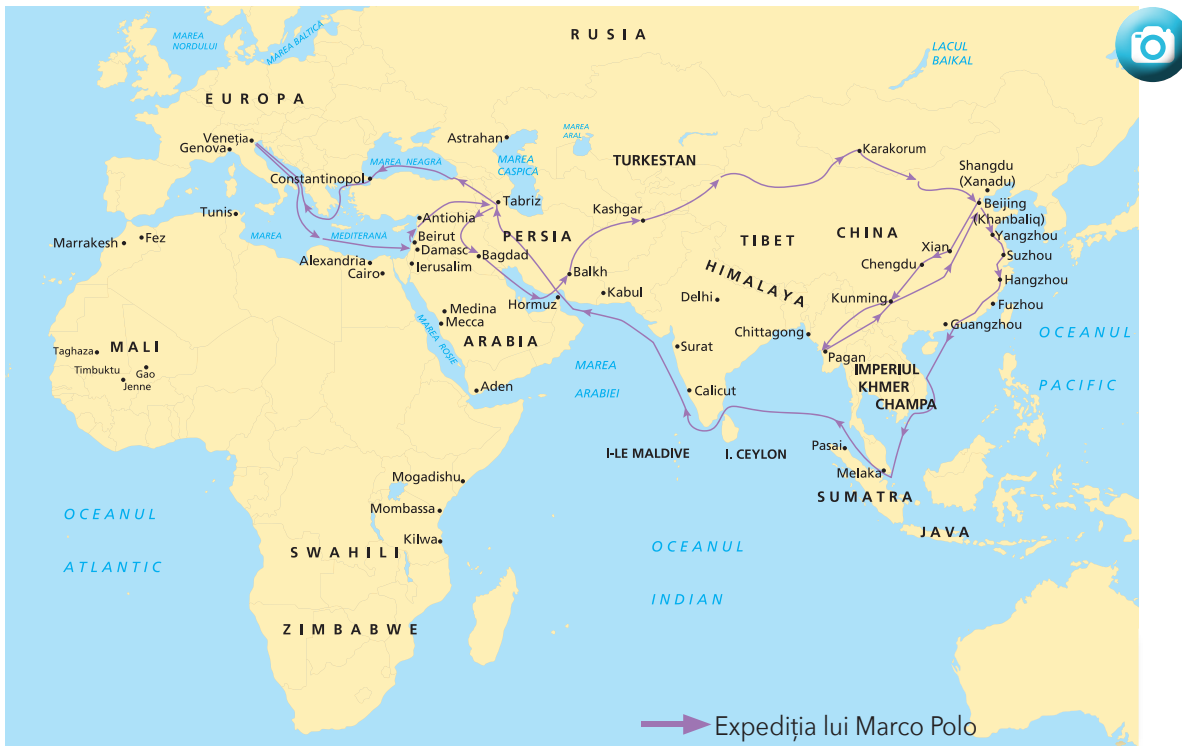 MAREA
NORDULUI
MAREA BALTICA
RUSIA
LACUL
BAIKAL
EUROPA
Veneția
Genova
Astrahan
MAREA
ARAL
MAREA NEAGRĂ
MAREA
CASPICA
TURKESTAN
Karakorum
Shangdu
(Xanadu)
Constantinopol
Tabriz
Beijing
(Khanbaliq)
Kashgar
Tunis
Antiohia
PERSIA
Yangzhou
Marrakesh
Fez
MAREA
MEDITERANĂ
Beirut
Damasc
Bagdad
TIBET
CHINA
Xian
Suzhou
Alexandria
Cairo
Ierusalim
Balkh
Chengdu
Hangzhou
HIMALAYA
Kabul
Delhi
Hormuz
Kunming
Fuzhou
Medina
Mecca
MAREA ROȘIE
ARABIA
Chittagong
Guangzhou
OCEANUL
PACIFIC
MALI
Taghaza
Timbuktu
Gao
Jenne
Surat
Pagan
MAREA
ARABIEI
IMPERIUL
KHMER
CHAMPA
Aden
Calicut
I-LE MALDIVE
I. CEYLON
Pasai
Melaka
SUMATRA
Mogadishu
Mombassa
Kilwa
JAVA
OCEANUL
ATLANTIC
SWAHILI
OCEANUL
INDIAN
ZIMBABWE
Expediția lui Marco Polo